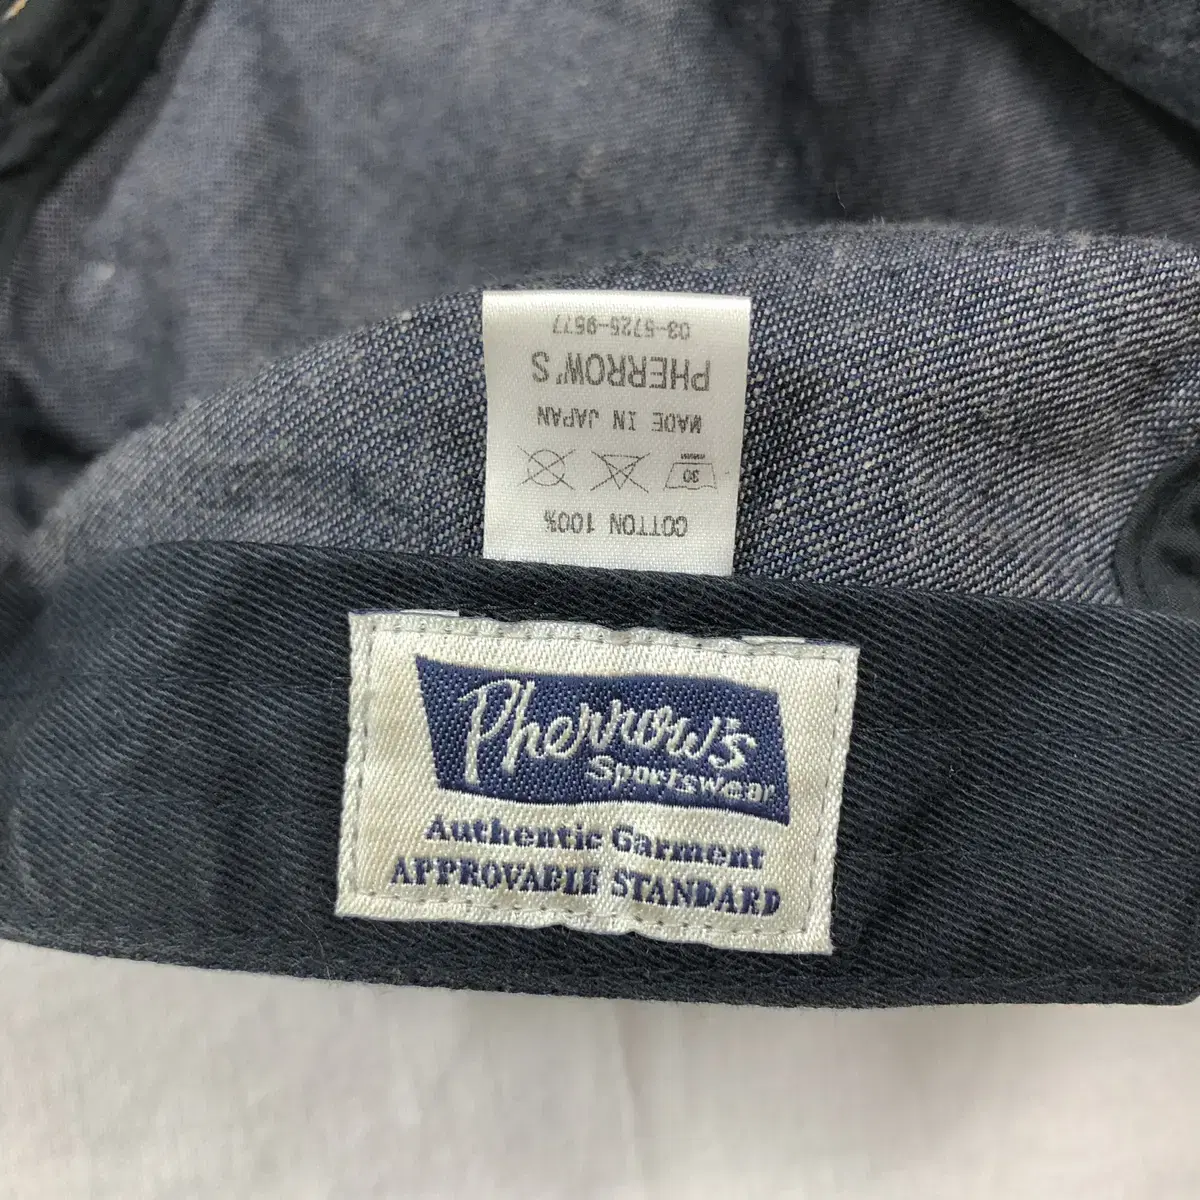 COTTON 100%
30
MADE IN JAPAN
PHERROW'S
03-5725-9577
Pherrow's
Sportswear
Authentic Garment
APPROVABLE STANDARD